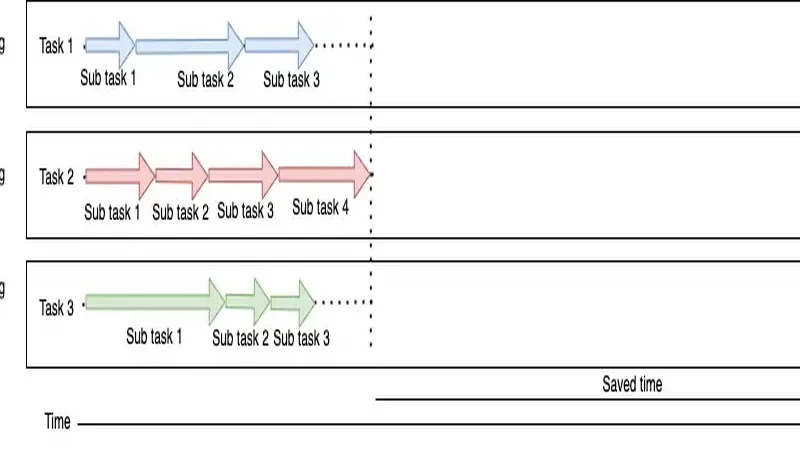 g
Task 1
Sub task 1
Sub task 2
Sub task 3
g
Task 2
Sub task 1
Sub task 2
Sub task 3
Sub task 4
g
Task 3
Sub task 1
Sub task 2
Sub task 3
Saved time
Time